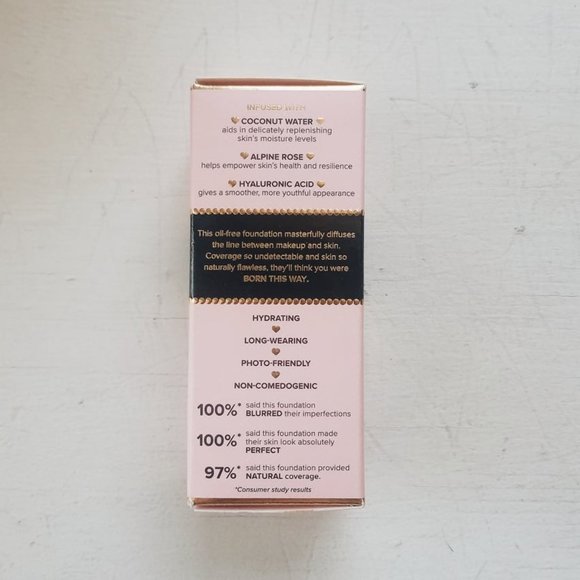 INFUSED WITH
COCONUT WATER
aids in delicately replenishing
skin's moisture levels
ALPINE ROSE
helps empower skin's health and resilience
HYALURONIC ACID
gives a smoother, more youthful appearance
This oil-free foundation masterfully diffuses
the line between makeup and skin.
Coverage so undetectable and skin so
naturally flawless, they'll think you were
BORN THIS WAY.
HYDRATING
LONG-WEARING
PHOTO-FRIENDLY
NON-COMEDOGENIC
100%* said this foundation
BLURRED their imperfections
100%* said this foundation made
their skin look absolutely
PERFECT
97%* said this foundation provided
NATURAL coverage.
*Consumer study results